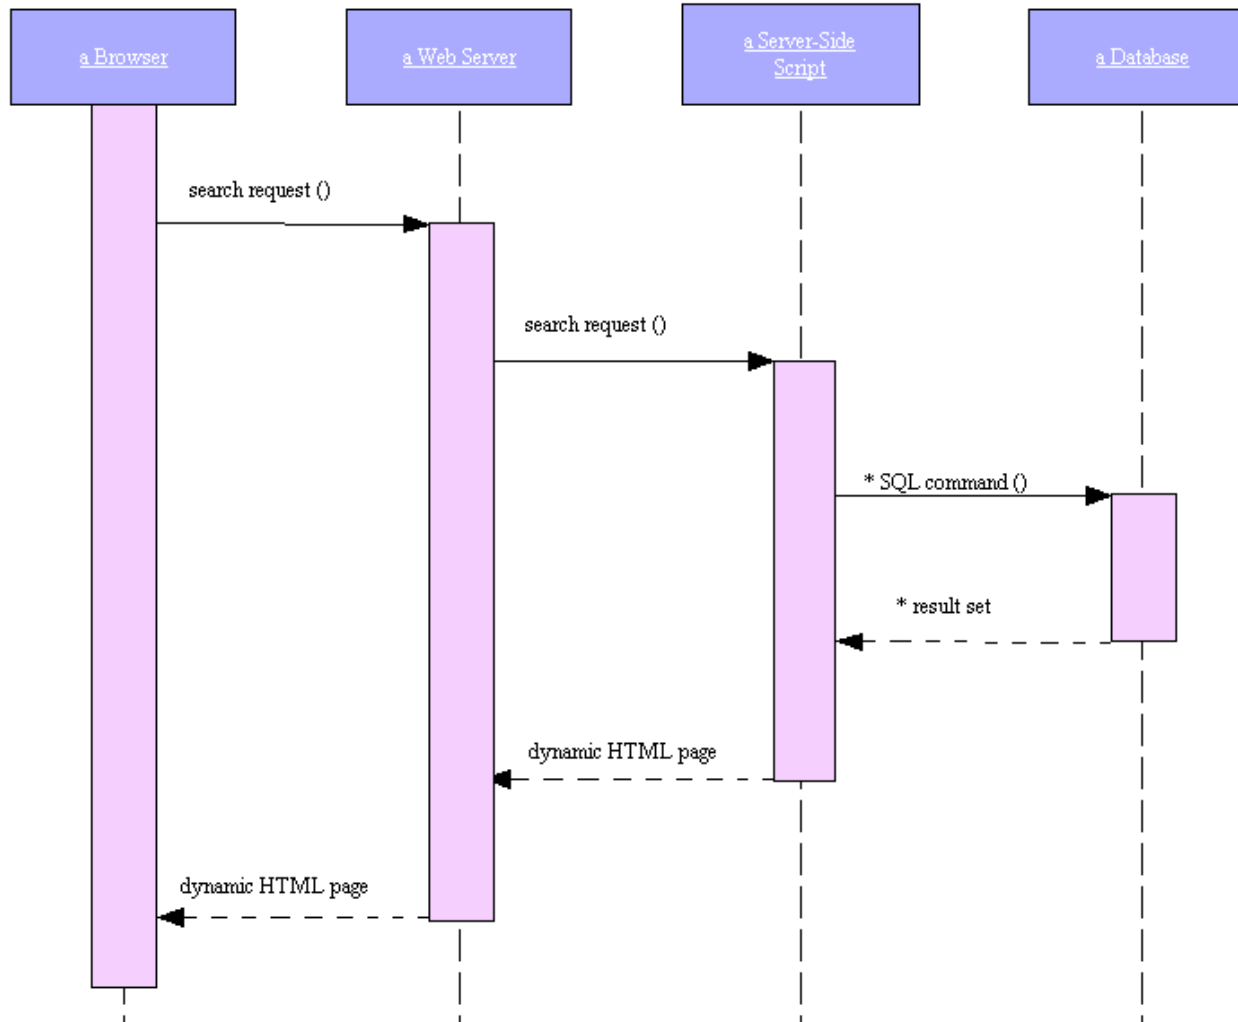 a Browser
a Web Server
a Server-Side
Script
a Database
search request ()
search request ()
* SQL command ()
* result set
dynamic HTML page
dynamic HTML page